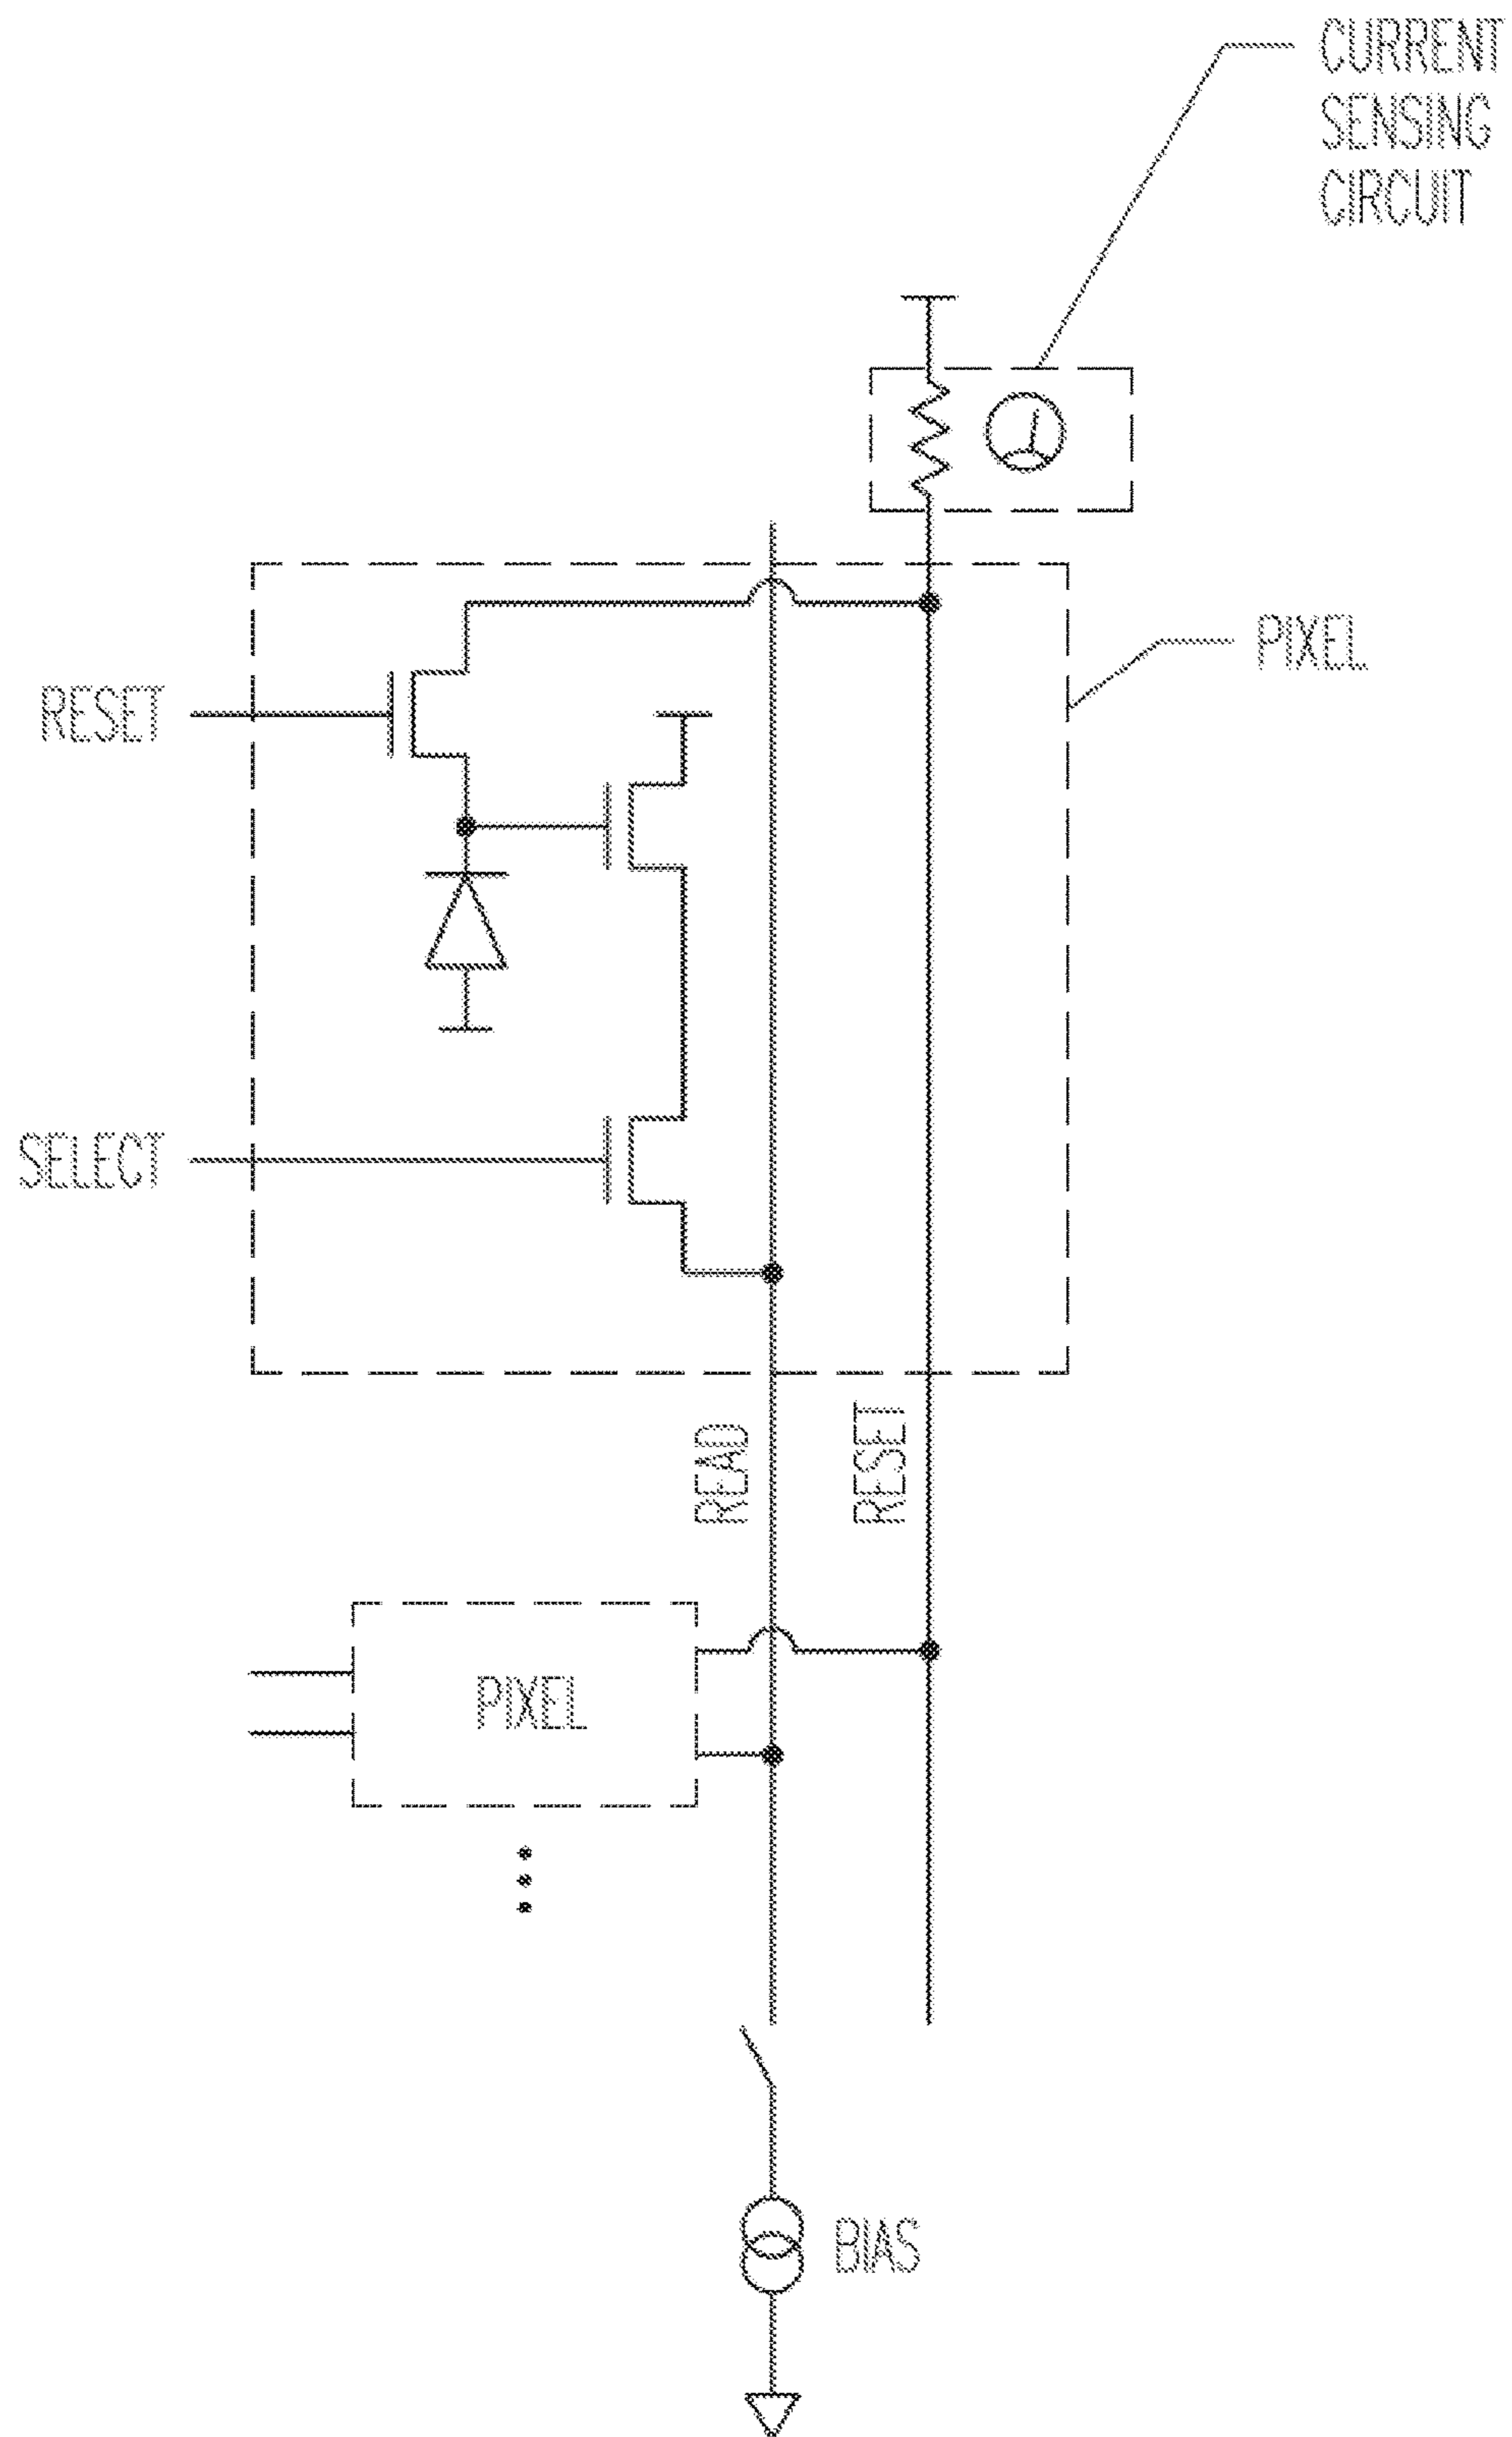 CURRENT
SENSING
CIRCUIT
PIXEL
RESET
SELECT
READ
RESET
PIXEL
BIAS